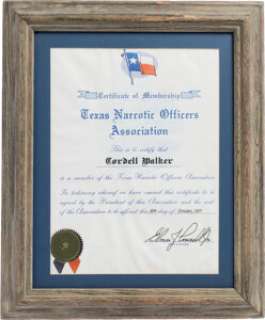 Certificate of Membership
Texas Narcotic Officers
Association
This is to certify that
Cordell Walker
is a member of the Texas Narcotic Officers Association
In testimony whereof we have caused this certificate to be
signed by the President of this Association and the seal
of the Association to be affixed this day of